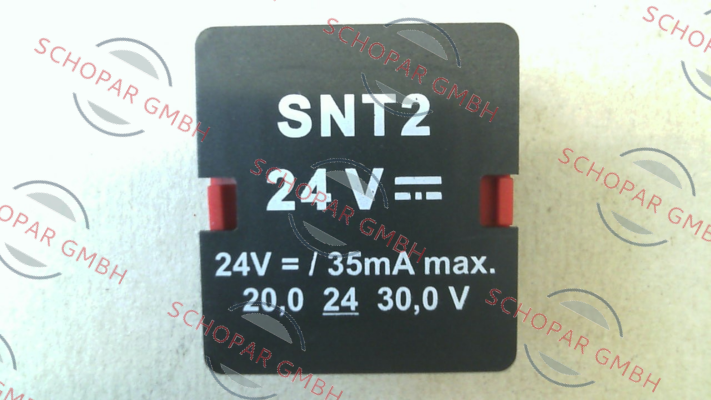 SNT2
24 V ⎓
24V = / 35mA max.
20,0 24 30,0 V
SCHOPAR GMBH
SCHOPAR GMBH
SCHOPAR GMBH
SCHOPAR GMBH
SCHOPAR GMBH
SCHOPAR GMBH
SCHOPAR GMBH